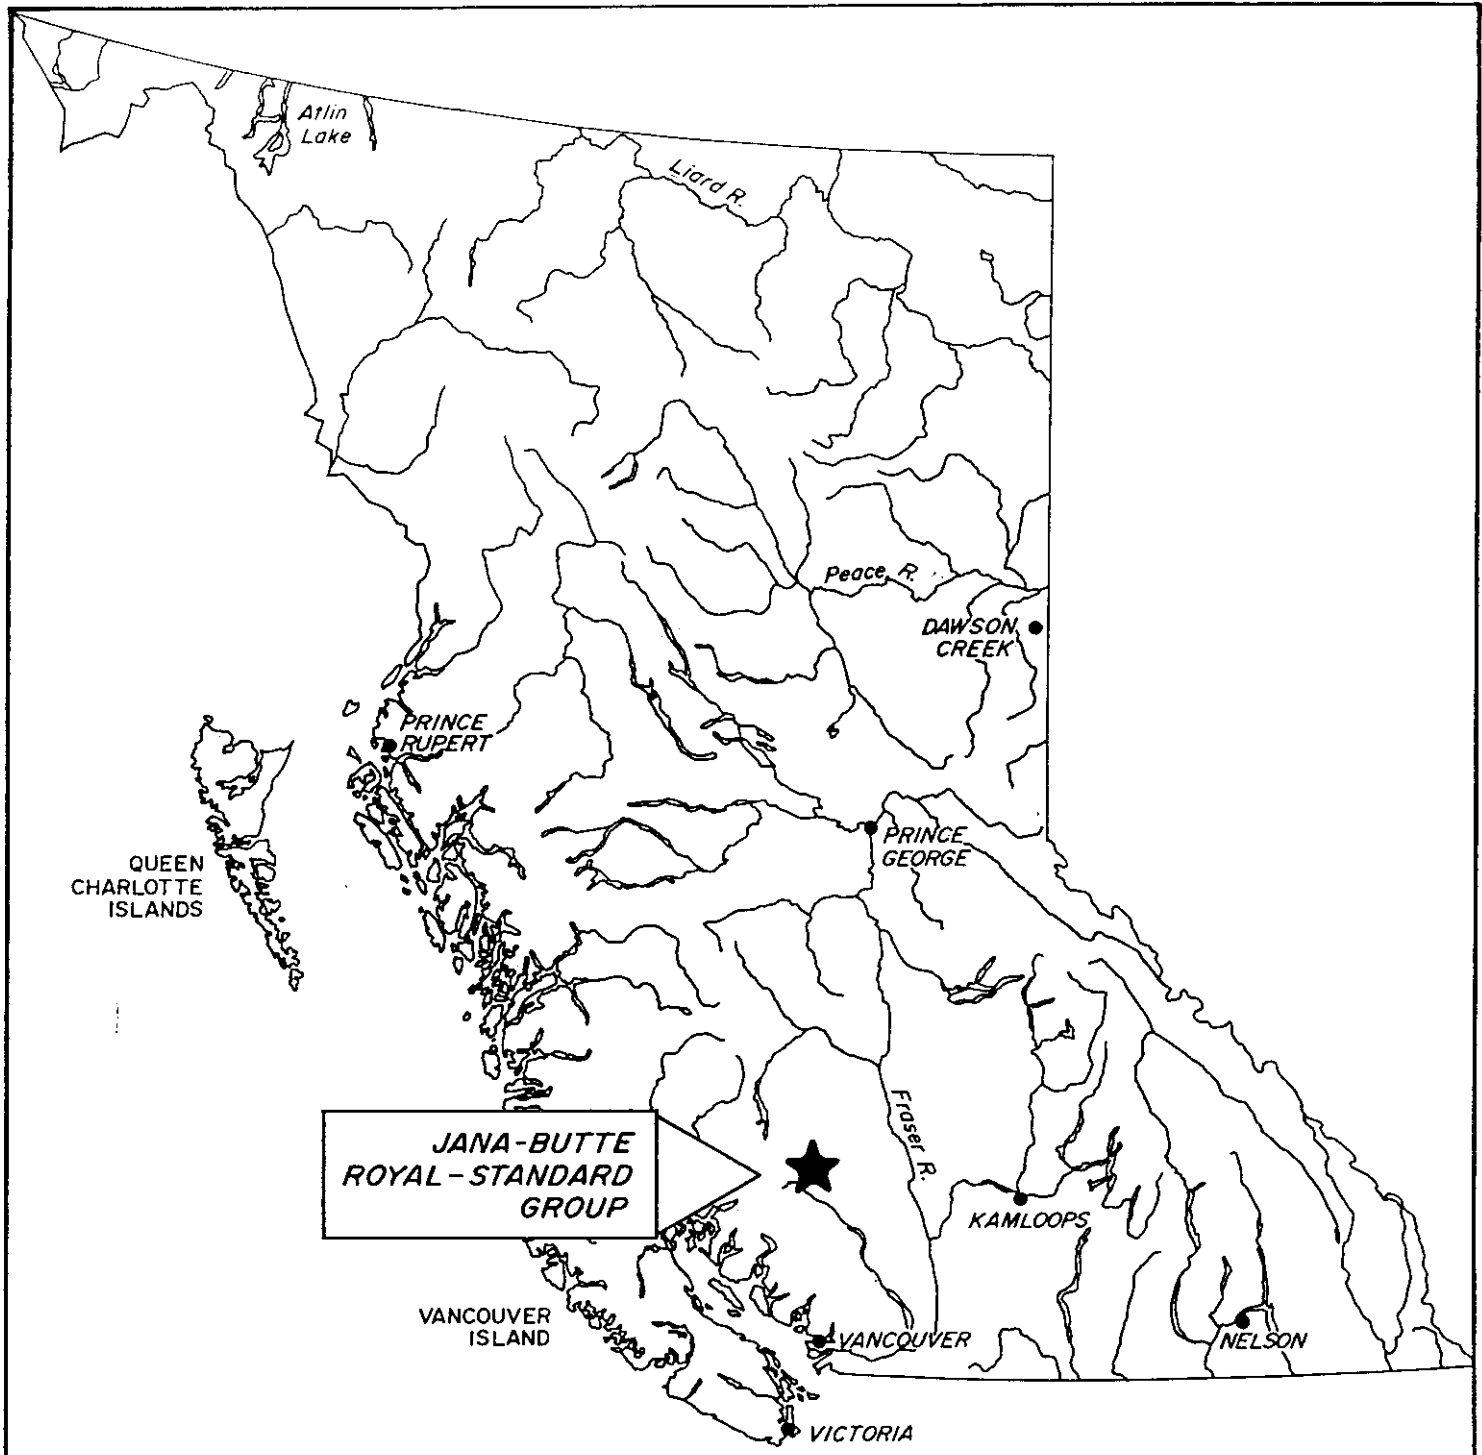 Atlin
Lake
Liard R.
Peace R.
DAWSON
CREEK
PRINCE
RUPERT
PRINCE
GEORGE
QUEEN
CHARLOTTE
ISLANDS
Fraser R.
JANA-BUTTE
ROYAL-STANDARD
GROUP
KAMLOOPS
VANCOUVER
ISLAND
VANCOUVER
NELSON
VICTORIA